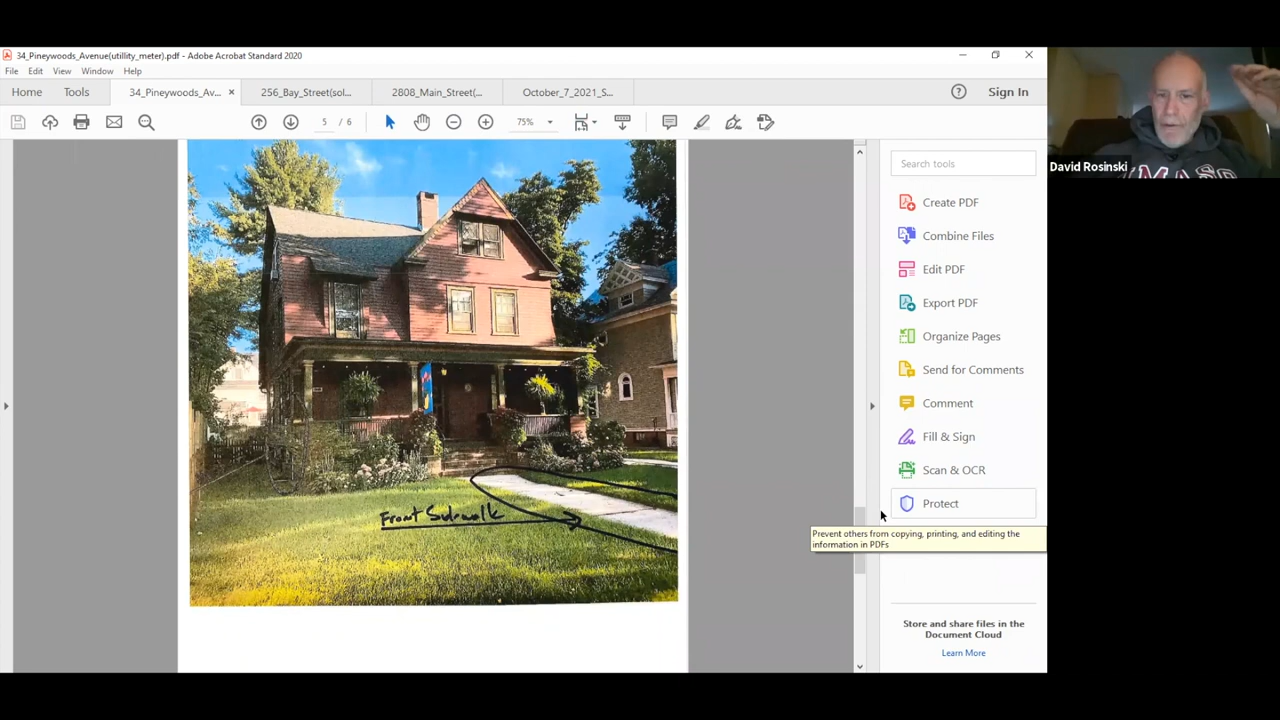 34_Pineywoods_Avenue(utillity_meter).pdf - Adobe Acrobat Standard 2020
File Edit View Window Help
Home Tools 34_Pineywoods_Av... × 256_Bay_Street(sol... 2808_Main_Street(... October_7_2021_S... Sign In
5 / 6 75%
Search tools
Create PDF
Combine Files
Edit PDF
Export PDF
Organize Pages
Send for Comments
Comment
Fill & Sign
Scan & OCR
Protect
Prevent others from copying, printing, and editing the
information in PDFs
Store and share files in the
Document Cloud
Learn More
Front Sidewalk
David Rosinski